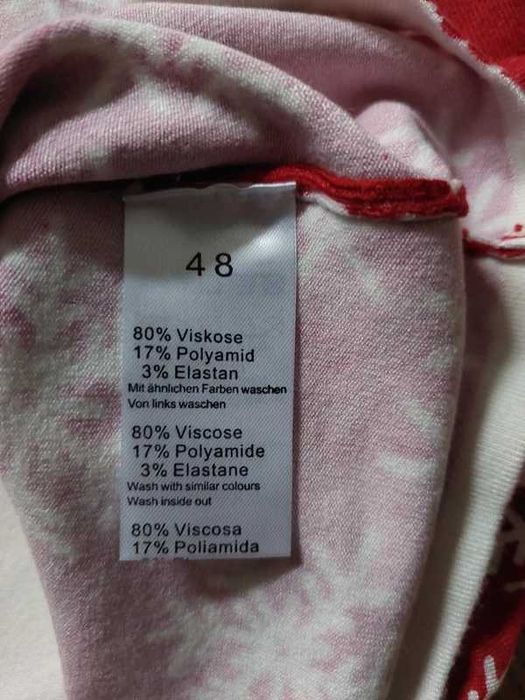 48
80% Viskose
17% Polyamid
3% Elastan
Mit ähnlichen Farben waschen
Von links waschen
80% Viscose
17% Polyamide
3% Elastane
Wash with similar colours
Wash inside out
80% Viscosa
17% Poliamida